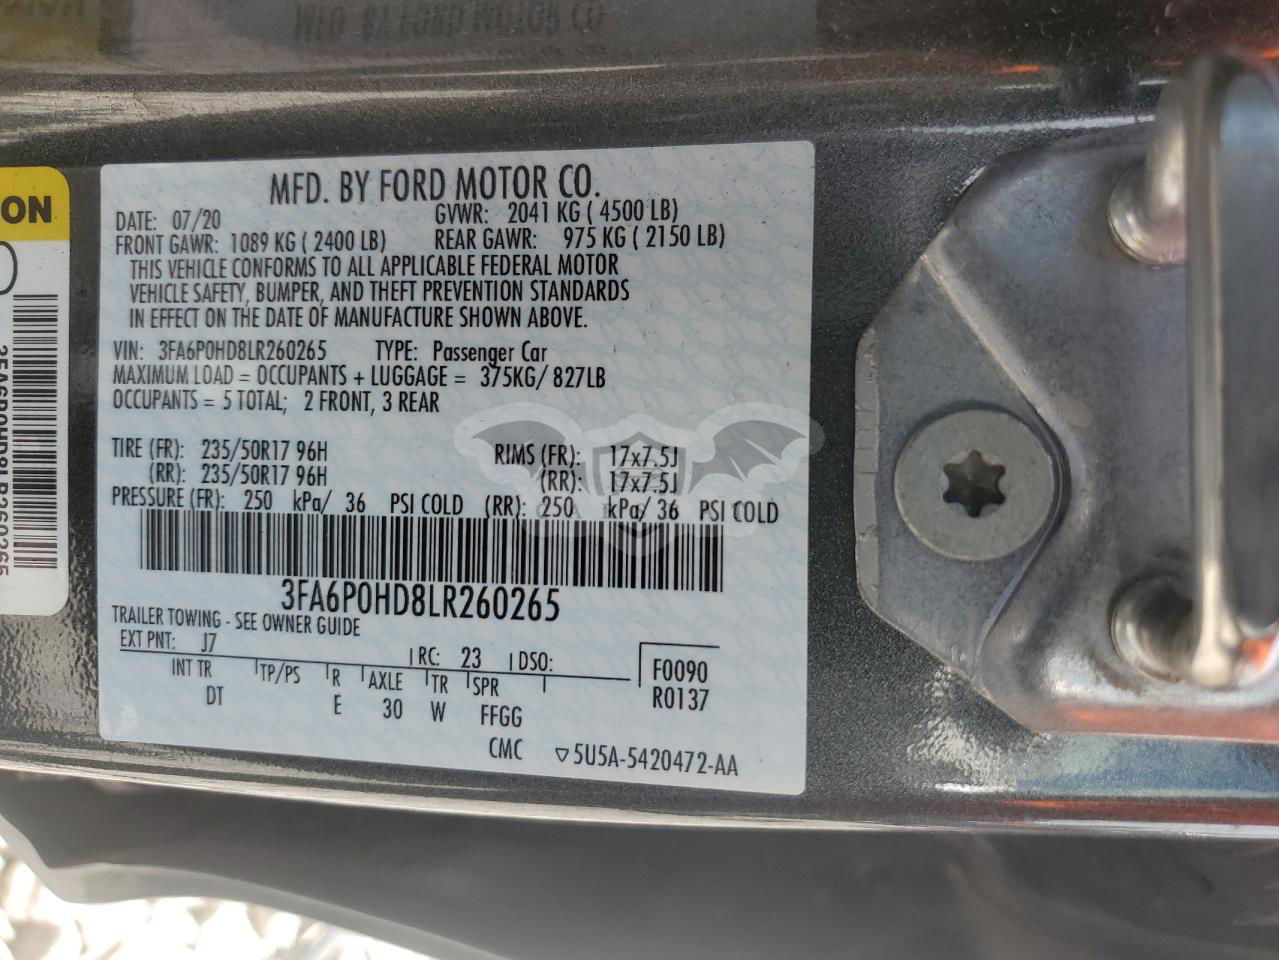 MFD. BY FORD MOTOR CO.
DATE: 07/20 GVWR: 2041 KG ( 4500 LB)
FRONT GAWR: 1089 KG ( 2400 LB) REAR GAWR: 975 KG ( 2150 LB)
THIS VEHICLE CONFORMS TO ALL APPLICABLE FEDERAL MOTOR
VEHICLE SAFETY, BUMPER, AND THEFT PREVENTION STANDARDS
IN EFFECT ON THE DATE OF MANUFACTURE SHOWN ABOVE.
VIN: 3FA6P0HD8LR260265 TYPE: Passenger Car
MAXIMUM LOAD = OCCUPANTS + LUGGAGE = 375KG/ 827LB
OCCUPANTS = 5 TOTAL; 2 FRONT, 3 REAR
TIRE (FR): 235/50R17 96H RIMS (FR): 17x7.5J
(RR): 235/50R17 96H (RR): 17x7.5J
PRESSURE (FR): 250 kPa/ 36 PSI COLD (RR): 250 kPa/ 36 PSI COLD
3FA6P0HD8LR260265
TRAILER TOWING - SEE OWNER GUIDE
EXT PNT: J7 RC: 23 DSO: F0090
INT TR TP/PS R AXLE TR SPR R0137
DT E 30 W FFGG
CMC ▽5U5A-5420472-AA
ON
3FA6P0HD8LR260265